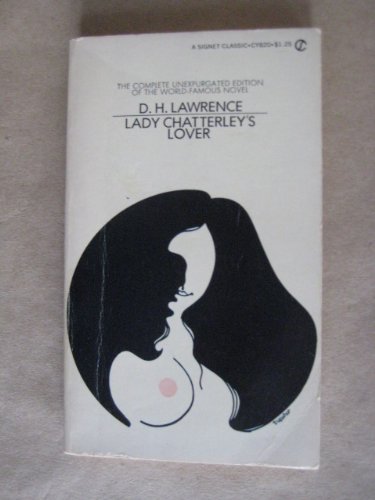 A SIGNET CLASSIC • CY820 • $1.25
THE COMPLETE UNEXPURGATED EDITION
OF THE WORLD-FAMOUS NOVEL
D. H. LAWRENCE
LADY CHATTERLEY'S
LOVER